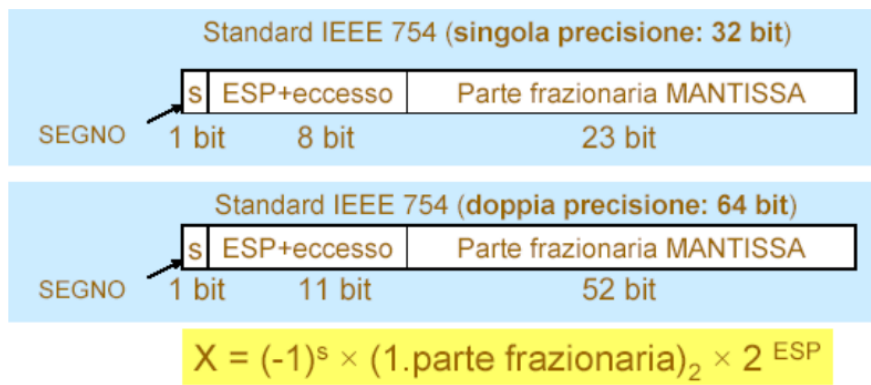 Standard IEEE 754 (singola precisione: 32 bit)
s ESP+eccesso Parte frazionaria MANTISSA
SEGNO 1 bit 8 bit 23 bit
Standard IEEE 754 (doppia precisione: 64 bit)
s ESP+eccesso Parte frazionaria MANTISSA
SEGNO 1 bit 11 bit 52 bit
X = (-1)ˢ × (1.parte frazionaria)₂ × 2 ᴱˢᴾ